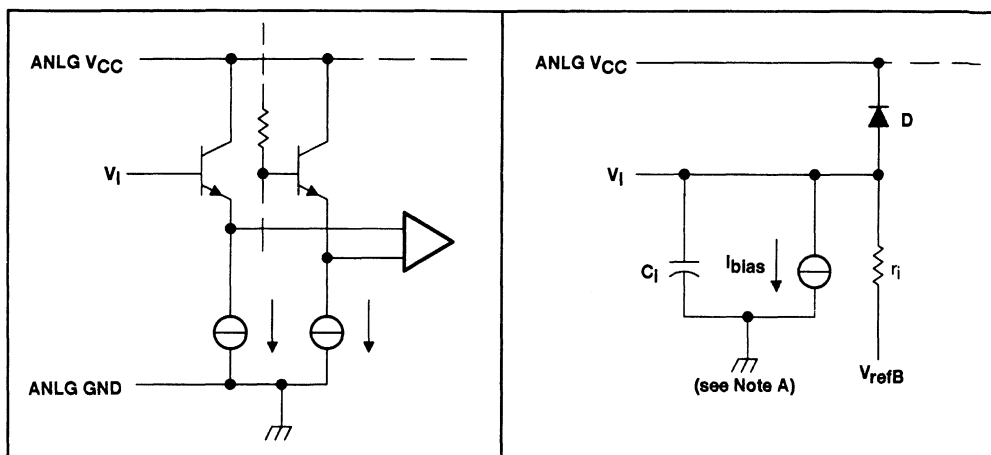 ANLG VCC
VI
ANLG GND
ANLG VCC
D
VI
CI
Ibias
ri
(see Note A)
VrefB